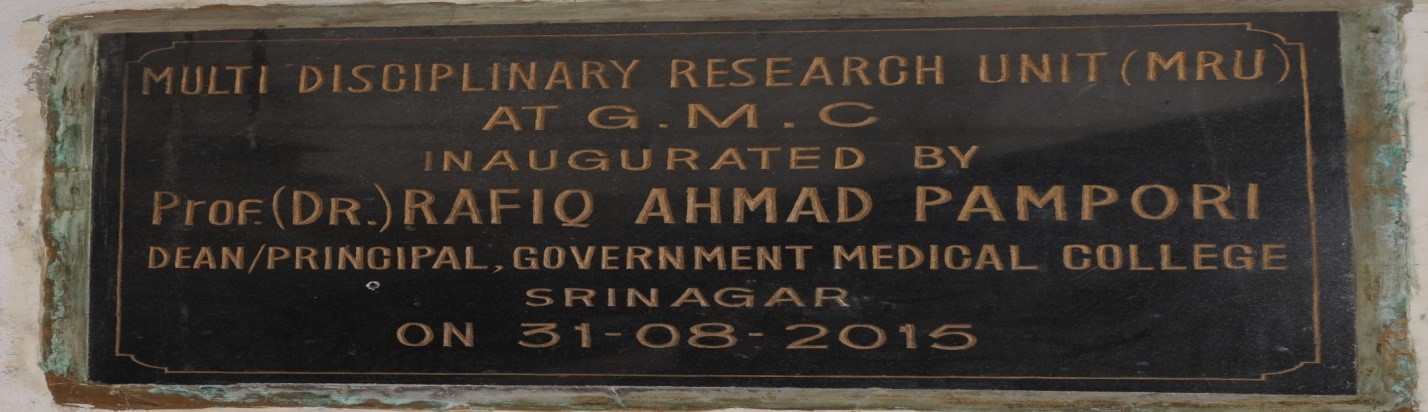 MULTI DISCIPLINARY RESEARCH UNIT (MRU)
AT G.M.C
INAUGURATED BY
Prof. (DR.) RAFIQ AHMAD PAMPORI
DEAN/PRINCIPAL, GOVERNMENT MEDICAL COLLEGE
SRINAGAR
ON 31-08-2015